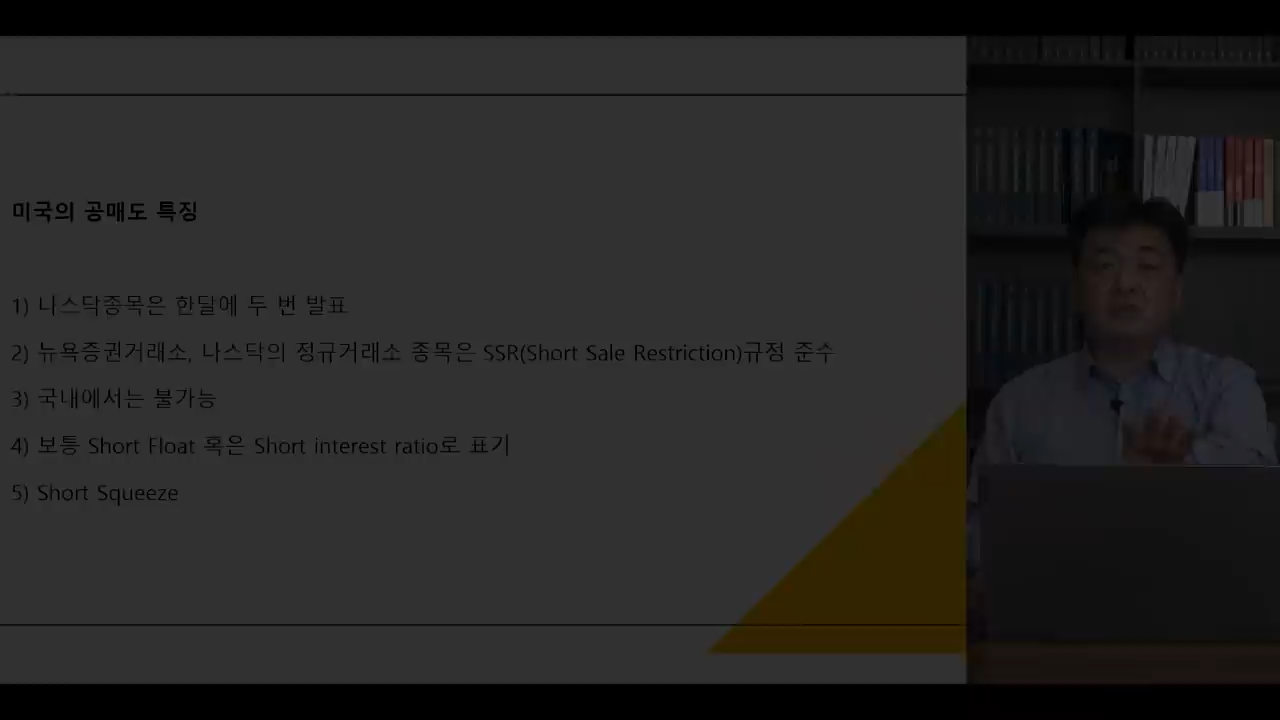 미국의 공매도 특징
1) 나스닥종목은 한달에 두 번 발표
2) 뉴욕증권거래소, 나스닥의 정규거래소 종목은 SSR(Short Sale Restriction)규정 준수
3) 국내에서는 불가능
4) 보통 Short Float 혹은 Short interest ratio로 표기
5) Short Squeeze